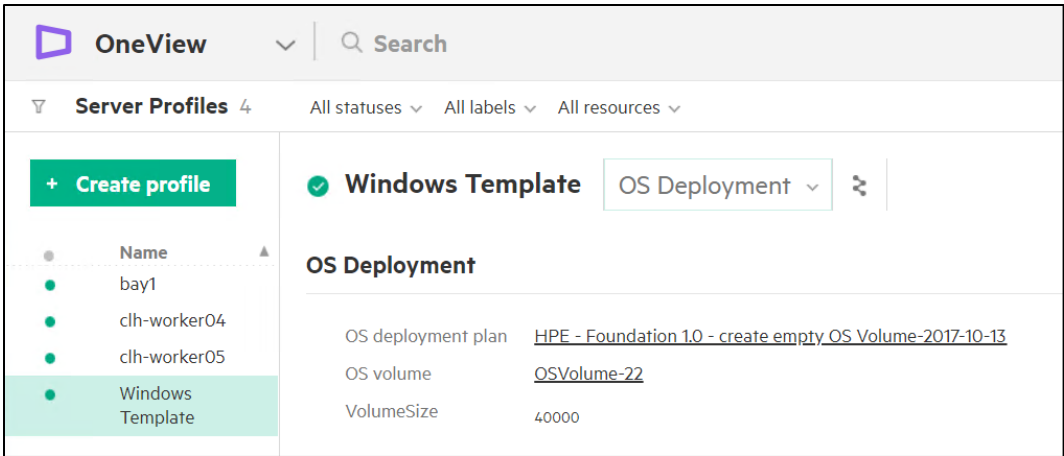 OneView Search
Server Profiles 4 All statuses All labels All resources
+ Create profile
Name
bay1
clh-worker04
clh-worker05
Windows
Template
Windows Template OS Deployment
OS Deployment
OS deployment plan HPE - Foundation 1.0 - create empty OS Volume-2017-10-13
OS volume OSVolume-22
VolumeSize 40000